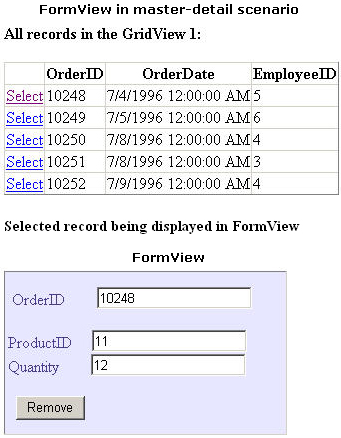 FormView in master-detail scenario
All records in the GridView 1:
OrderID OrderDate EmployeeID
Select 10248 7/4/1996 12:00:00 AM 5
Select 10249 7/5/1996 12:00:00 AM 6
Select 10250 7/8/1996 12:00:00 AM 4
Select 10251 7/8/1996 12:00:00 AM 3
Select 10252 7/9/1996 12:00:00 AM 4
Selected record being displayed in FormView
FormView
OrderID 10248
ProductID 11
Quantity 12
Remove